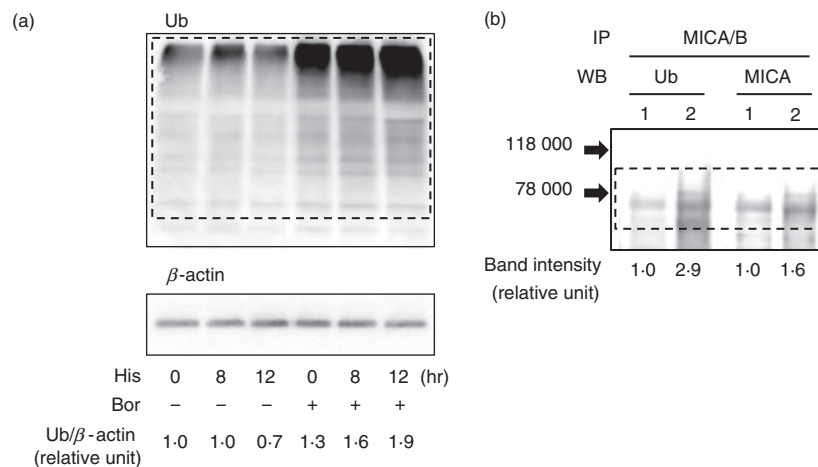 (a)
Ub
β-actin
His 0 8 12 0 8 12 (hr)
Bor – – – + + +
Ub/β-actin 1·0 1·0 0·7 1·3 1·6 1·9
(relative unit)
(b)
IP MICA/B
WB Ub MICA
1 2 1 2
118 000
78 000
Band intensity 1·0 2·9 1·0 1·6
(relative unit)